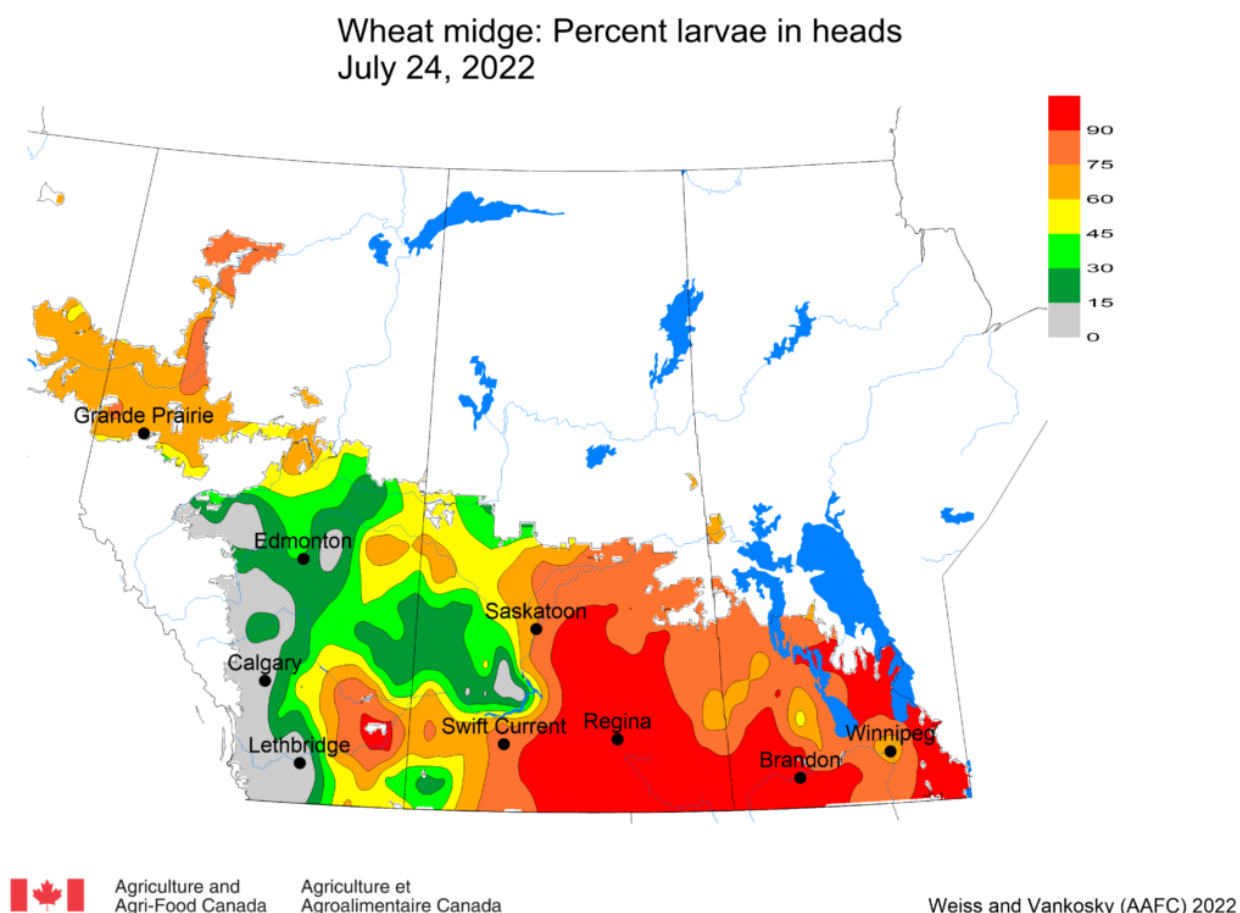 Wheat midge: Percent larvae in heads
July 24, 2022
90
75
60
45
30
15
0
Grande Prairie
Edmonton
Saskatoon
Calgary
Swift Current
Regina
Winnipeg
Lethbridge
Brandon
Agriculture and
Agri-Food Canada
Agriculture et
Agroalimentaire Canada
Weiss and Vankosky (AAFC) 2022